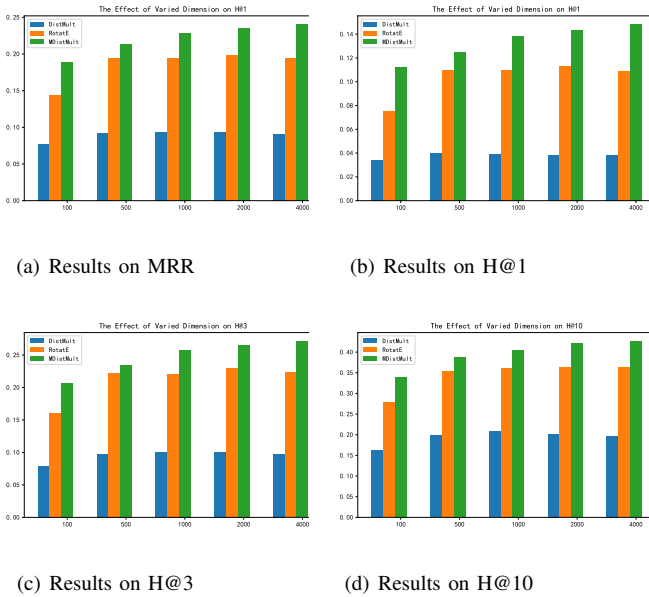 The Effect of Varied Dimension on H@1
0.25
0.20
0.15
0.10
0.05
0.00
DistMult
RotatE
MDistMult
100 500 1000 2000 4000
(a) Results on MRR
The Effect of Varied Dimension on H@1
0.14
0.12
0.10
0.08
0.06
0.04
0.02
0.00
DistMult
RotatE
MDistMult
100 500 1000 2000 4000
(b) Results on H@1
The Effect of Varied Dimension on H@3
0.25
0.20
0.15
0.10
0.05
0.00
DistMult
RotatE
MDistMult
100 500 1000 2000 4000
(c) Results on H@3
The Effect of Varied Dimension on H@10
0.40
0.35
0.30
0.25
0.20
0.15
0.10
0.05
0.00
DistMult
RotatE
MDistMult
100 500 1000 2000 4000
(d) Results on H@10